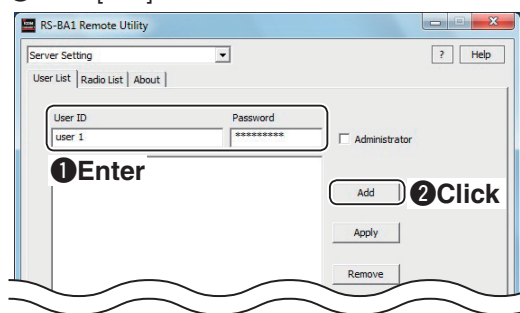 RS-BA1 Remote Utility
Server Setting
? Help
User List Radio List About
User ID Password
user 1 *********
Administrator
❶Enter
Add ❷Click
Apply
Remove